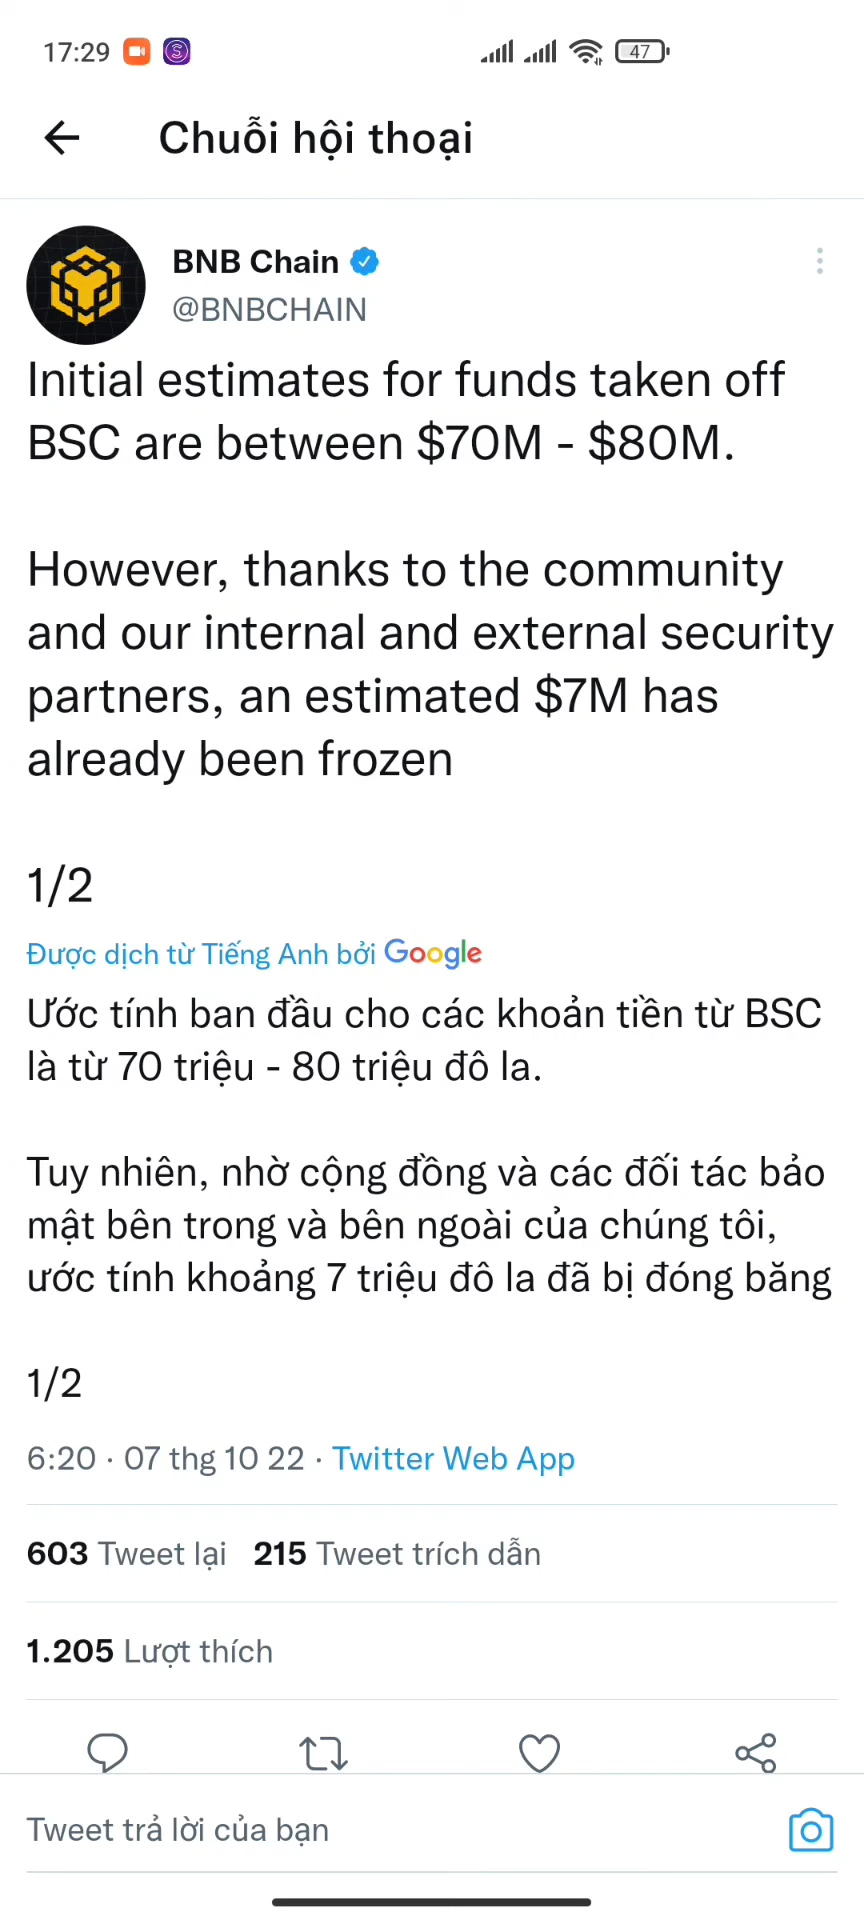 17:29
47
Chuỗi hội thoại
BNB Chain
@BNBCHAIN
Initial estimates for funds taken off
BSC are between $70M - $80M.
However, thanks to the community
and our internal and external security
partners, an estimated $7M has
already been frozen
1/2
Được dịch từ Tiếng Anh bởi Google
Ước tính ban đầu cho các khoản tiền từ BSC
là từ 70 triệu - 80 triệu đô la.
Tuy nhiên, nhờ cộng đồng và các đối tác bảo
mật bên trong và bên ngoài của chúng tôi,
ước tính khoảng 7 triệu đô la đã bị đóng băng
1/2
6:20 · 07 thg 10 22 · Twitter Web App
603 Tweet lại 215 Tweet trích dẫn
1.205 Lượt thích
Tweet trả lời của bạn